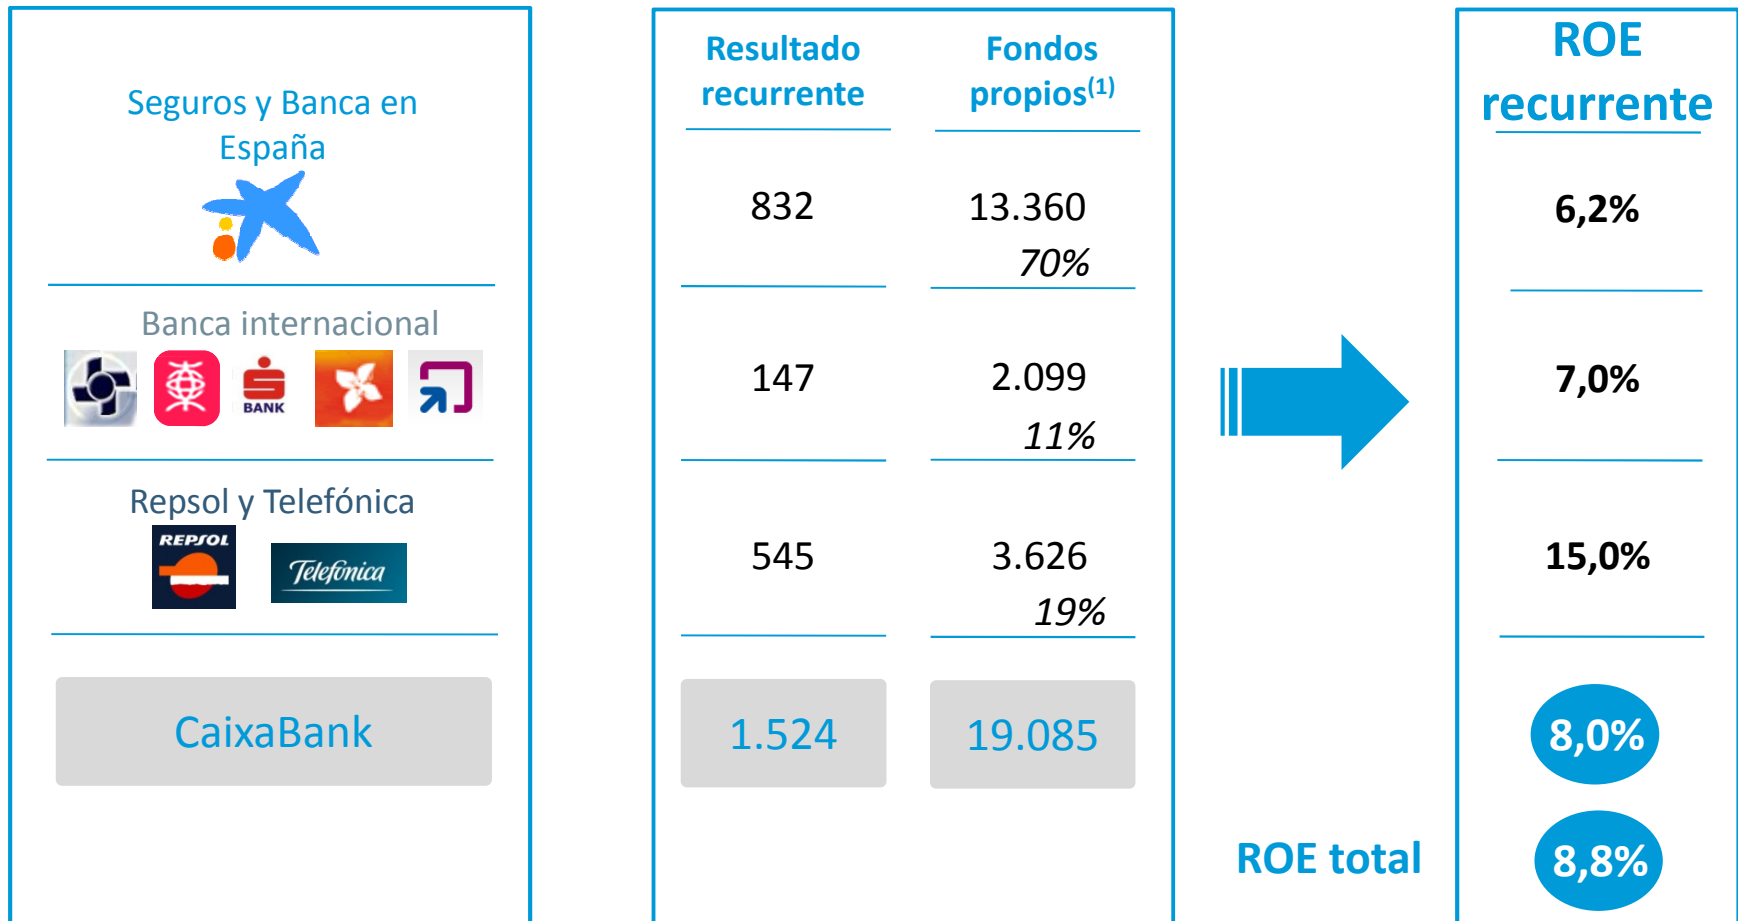 Seguros y Banca en
España
Banca internacional
S
BANK
Repsol y Telefónica
REPSOL
Telefónica
CaixaBank
Resultado
recurrente
Fondos
propios(1)
832
13.360
70%
147
2.099
11%
545
3.626
19%
1.524
19.085
ROE
recurrente
6,2%
7,0%
15,0%
8,0%
ROE total
8,8%